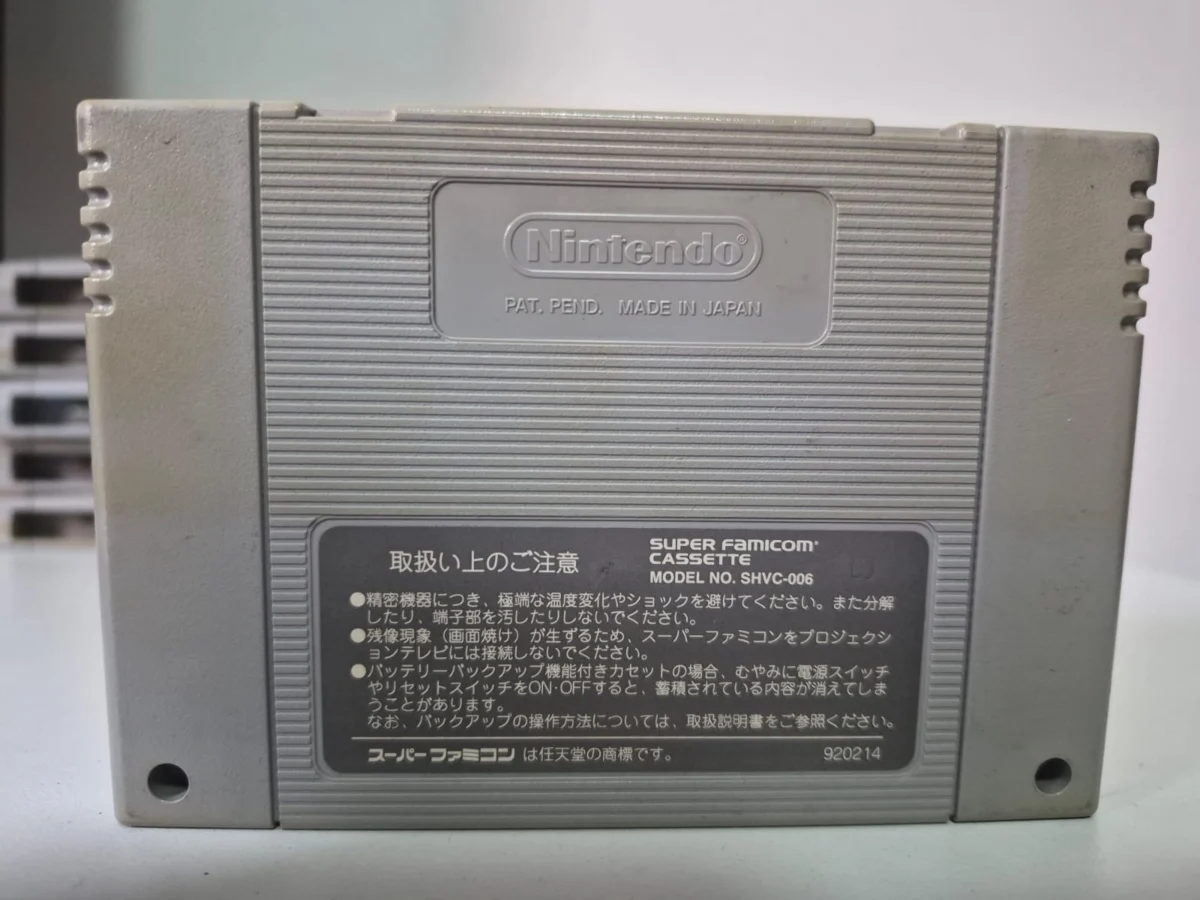 Nintendo®
PAT. PEND. MADE IN JAPAN
取扱い上のご注意
SUPER Famicom®
CASSETTE
MODEL NO. SHVC-006
●精密機器につき、極端な温度変化やショックを避けてください。また分解
したり、端子部を汚したりしないでください。
●残像現象（画面焼け）が生ずるため、スーパーファミコンをプロジェクシ
ョンテレビには接続しないでください。
●バッテリーバックアップ機能付きカセットの場合、むやみに電源スイッチ
やリセットスイッチをON·OFFすると、蓄積されている内容が消えてしま
うことがあります。
なお、バックアップの操作方法については、取扱説明書をご参照ください。
スーパーファミコンは任天堂の商標です。 920214